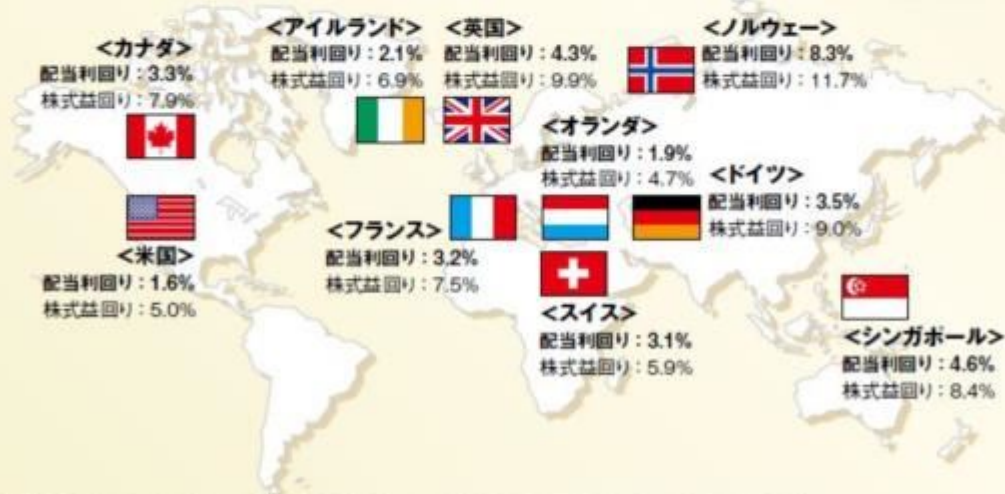 <カナダ>
配当利回り:3.3%
株式益回り:7.9%
<アイルランド>
配当利回り:2.1%
株式益回り:6.9%
<英国>
配当利回り:4.3%
株式益回り:9.9%
<ノルウェー>
配当利回り:8.3%
株式益回り:11.7%
<オランダ>
配当利回り:1.9%
株式益回り:4.7%
<ドイツ>
配当利回り:3.5%
株式益回り:9.0%
<米国>
配当利回り:1.6%
株式益回り:5.0%
<フランス>
配当利回り:3.2%
株式益回り:7.5%
<スイス>
配当利回り:3.1%
株式益回り:5.9%
<シンガポール>
配当利回り:4.6%
株式益回り:8.4%